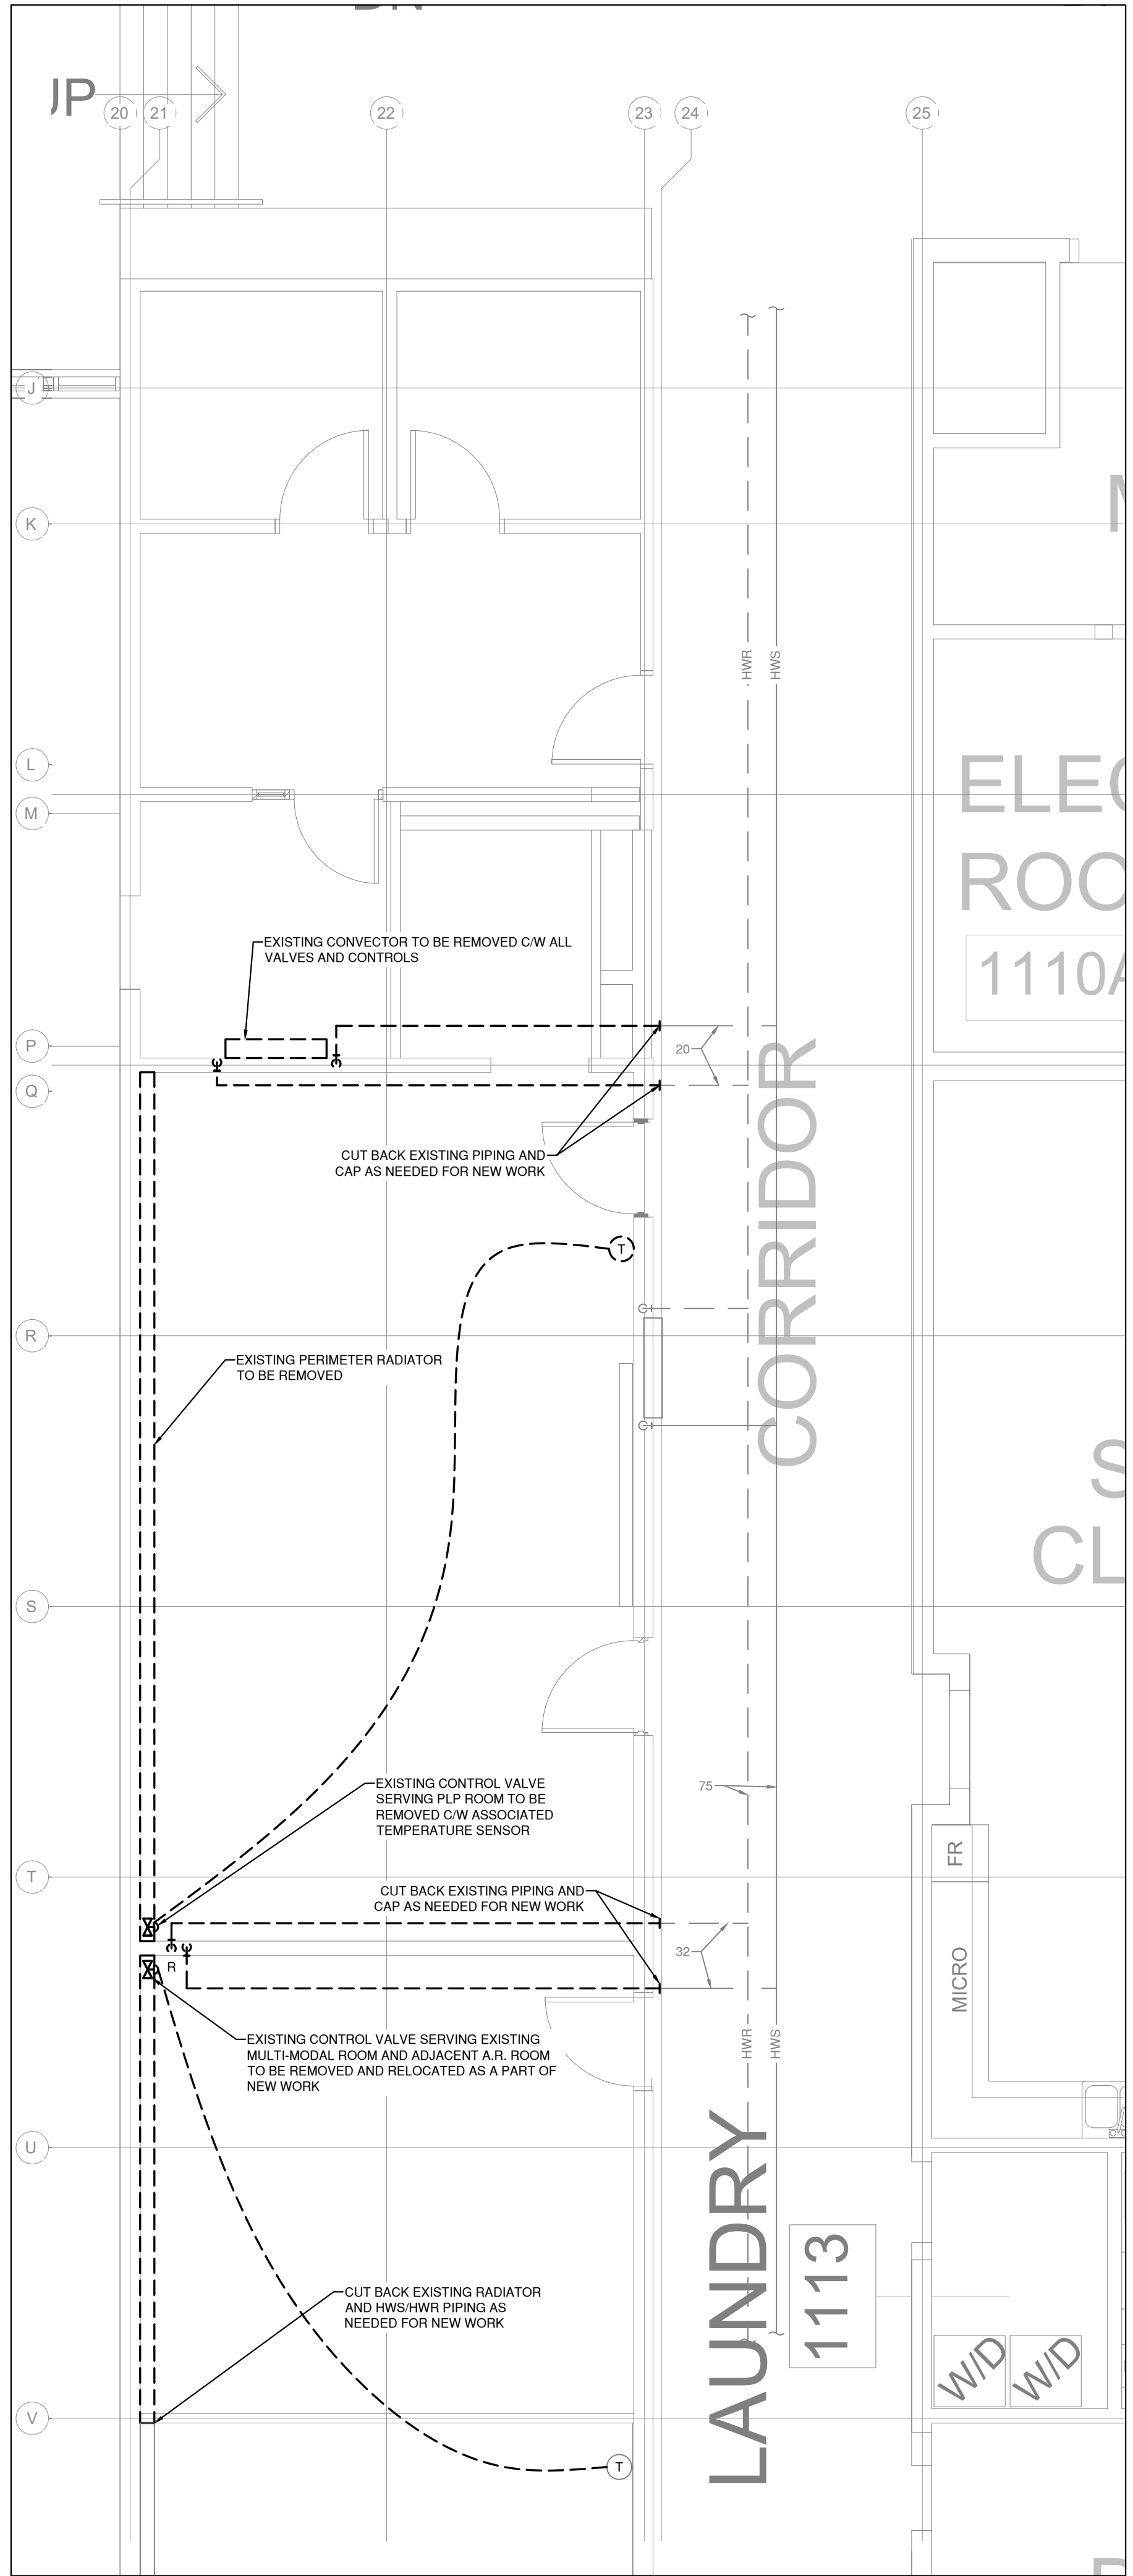 20
21
22
23
24
25
J
K
HWR
HWS
L
M
1110A
EXISTING CONVECTOR TO BE REMOVED C/W ALL
VALVES AND CONTROLS
P
20
Q
CORRIDOR
CUT BACK EXISTING PIPING AND
CAP AS NEEDED FOR NEW WORK
T
R
EXISTING PERIMETER RADIATOR
TO BE REMOVED
S
EXISTING CONTROL VALVE
SERVING PLP ROOM TO BE
REMOVED C/W ASSOCIATED
TEMPERATURE SENSOR
75
FR
T
CUT BACK EXISTING PIPING AND
CAP AS NEEDED FOR NEW WORK
32
R
MICRO
EXISTING CONTROL VALVE SERVING EXISTING
MULTI-MODAL ROOM AND ADJACENT A.R. ROOM
TO BE REMOVED AND RELOCATED AS A PART OF
NEW WORK
HWR
HWS
U
LAUNDRY
1113
CUT BACK EXISTING RADIATOR
AND HWS/HWR PIPING AS
NEEDED FOR NEW WORK
W/D
W/D
V
T